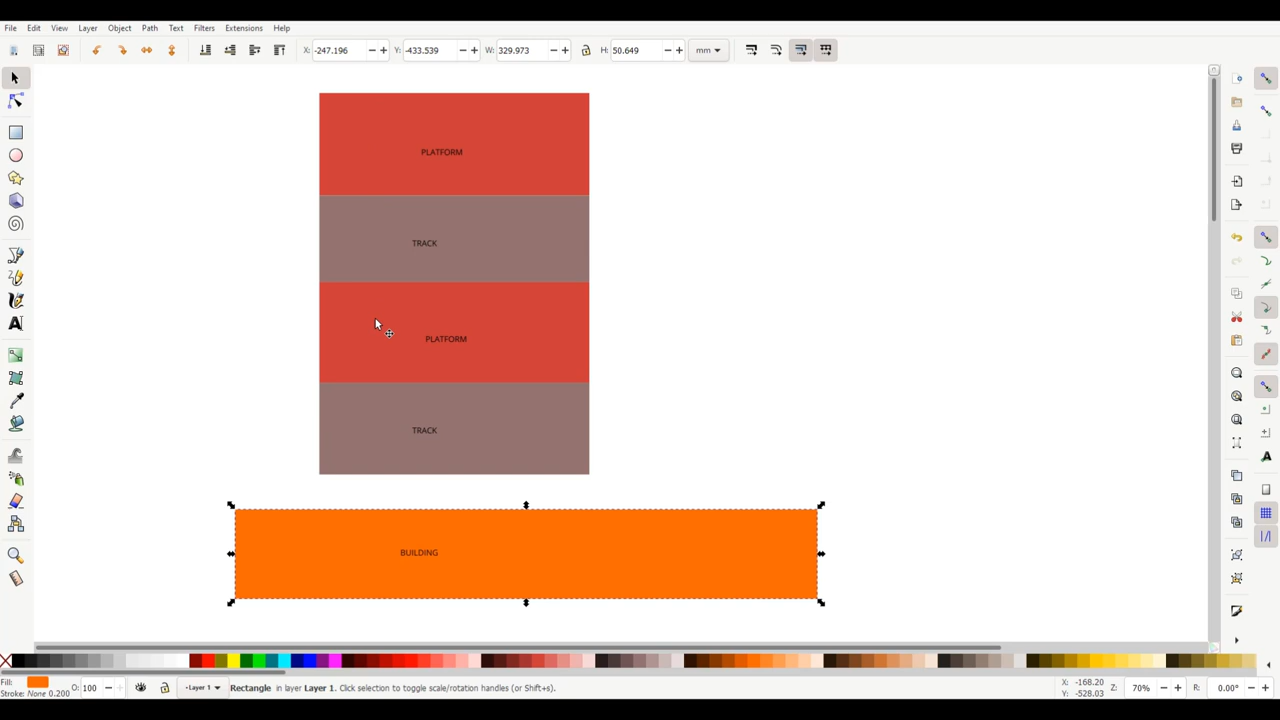 File Edit View Layer Object Path Text Filters Extensions Help
X: -247.196 Y: -433.539 W: 329.973 H: 50.649 mm
PLATFORM
TRACK
PLATFORM
TRACK
BUILDING
Fill: O: 100 -Layer 1 Rectangle in layer Layer 1. Click selection to toggle scale/rotation handles (or Shift+s). X: -168.20 Z: 70% R: 0.00°
Stroke: None 0.200 Y: -528.03